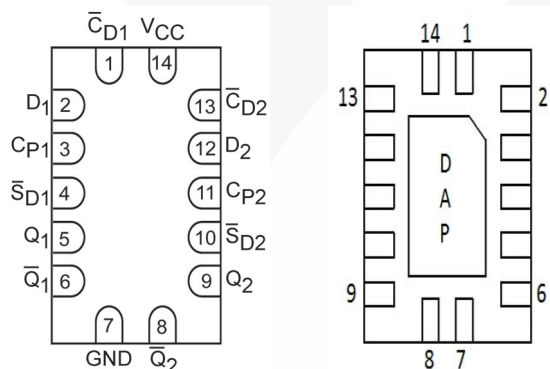 C̅D1 VCC
1 14
D1 2 13 C̅D2
CP1 3 12 D2
S̅D1 4 11 CP2
Q1 5 10 S̅D2
Q̅1 6 9 Q2
7 8
GND Q̅2
14 1
13 2
D
A
P
9 6
8 7